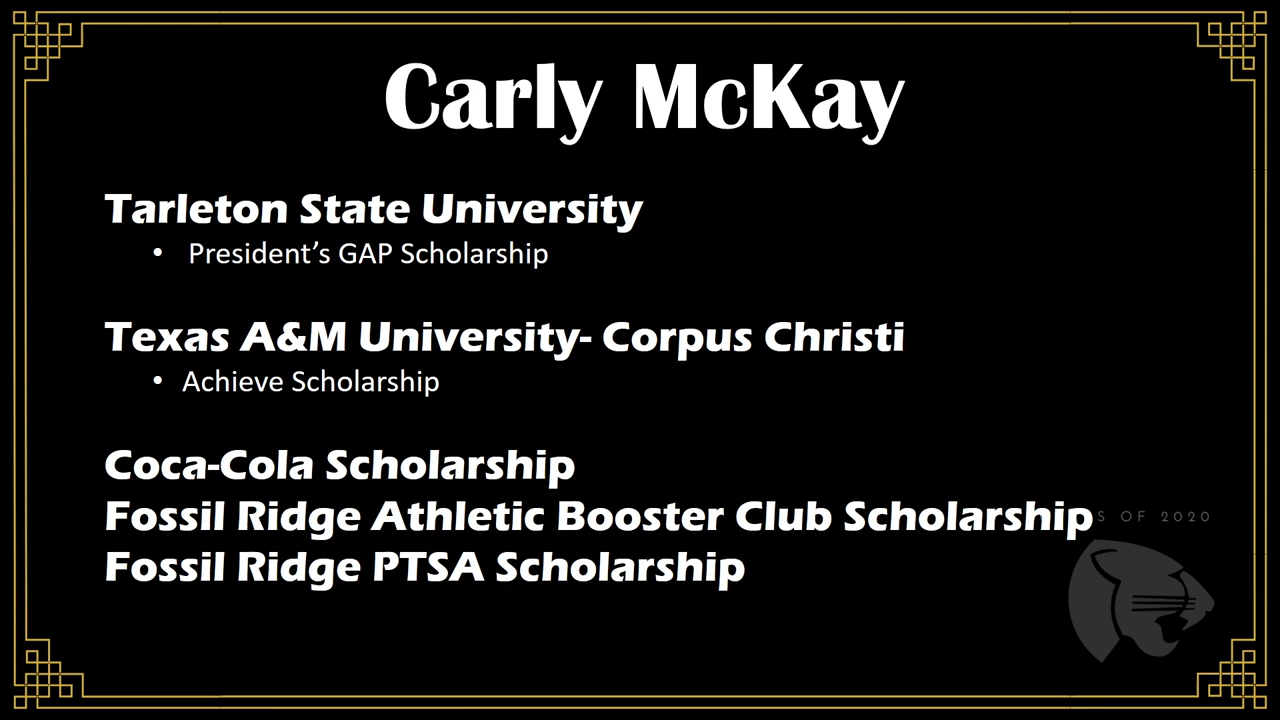 Carly McKay
Tarleton State University
• President’s GAP Scholarship
Texas A&M University- Corpus Christi
• Achieve Scholarship
Coca-Cola Scholarship
Fossil Ridge Athletic Booster Club Scholarship
S OF 2020
Fossil Ridge PTSA Scholarship